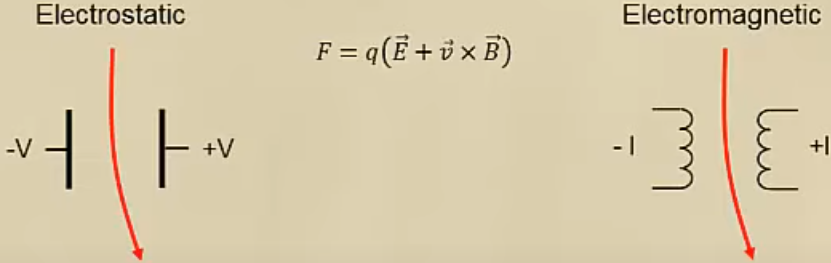 Electrostatic
Electromagnetic
F = q(E⃗ + v⃗ × B⃗)
-V
+V
- I
+I